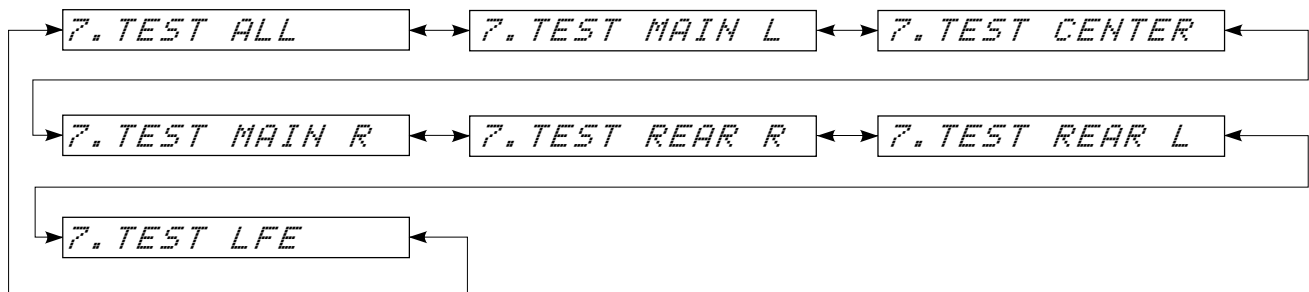 7. TEST ALL
7. TEST MAIN L
7. TEST CENTER
7. TEST MAIN R
7. TEST REAR R
7. TEST REAR L
7. TEST LFE